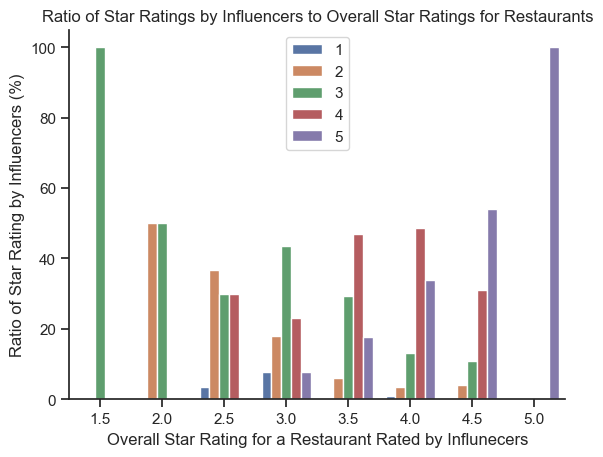 Ratio of Star Ratings by Influencers to Overall Star Ratings for Restaurants
1
2
3
4
5
Ratio of Star Rating by Influencers (%)
100
80
60
40
20
0
1.5 2.0 2.5 3.0 3.5 4.0 4.5 5.0
Overall Star Rating for a Restaurant Rated by Influnecers